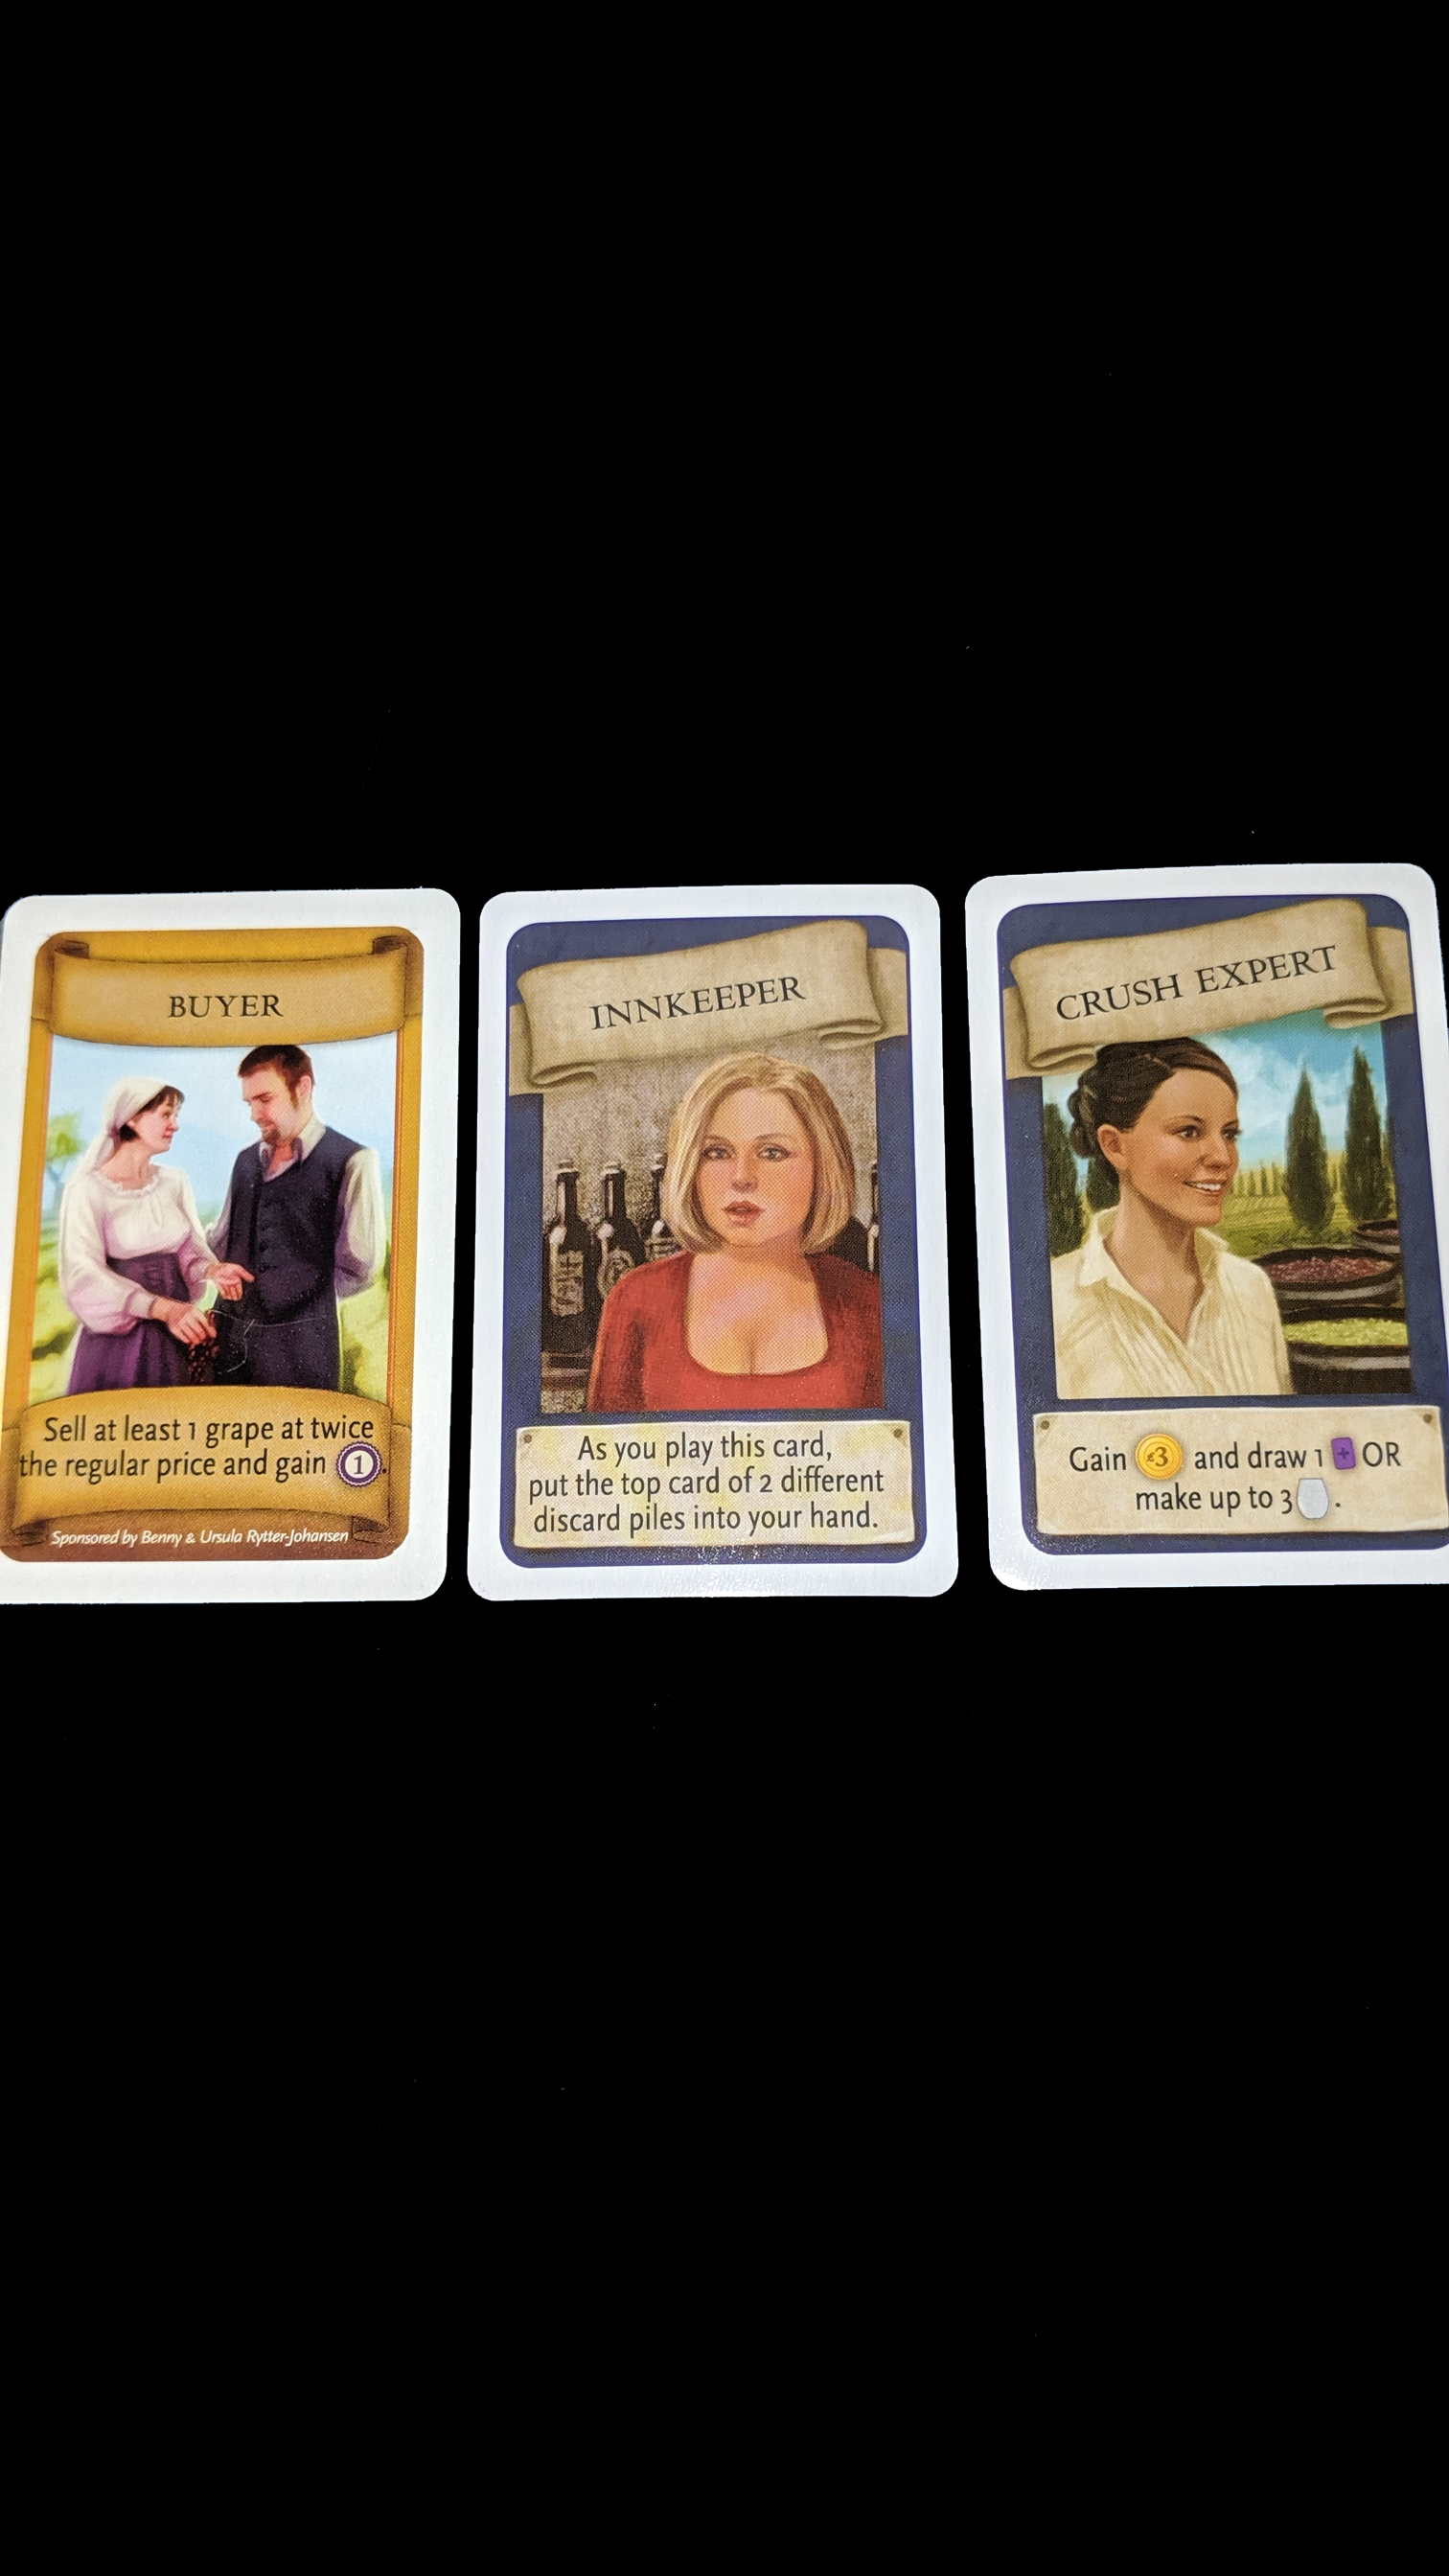 BUYER
Sell at least 1 grape at twice
the regular price and gain 1.
Sponsored by Benny & Ursula Rytter-Johansen
INNKEEPER
As you play this card,
put the top card of 2 different
discard piles into your hand.
CRUSH EXPERT
Gain 3 and draw 1 + OR
make up to 3 .